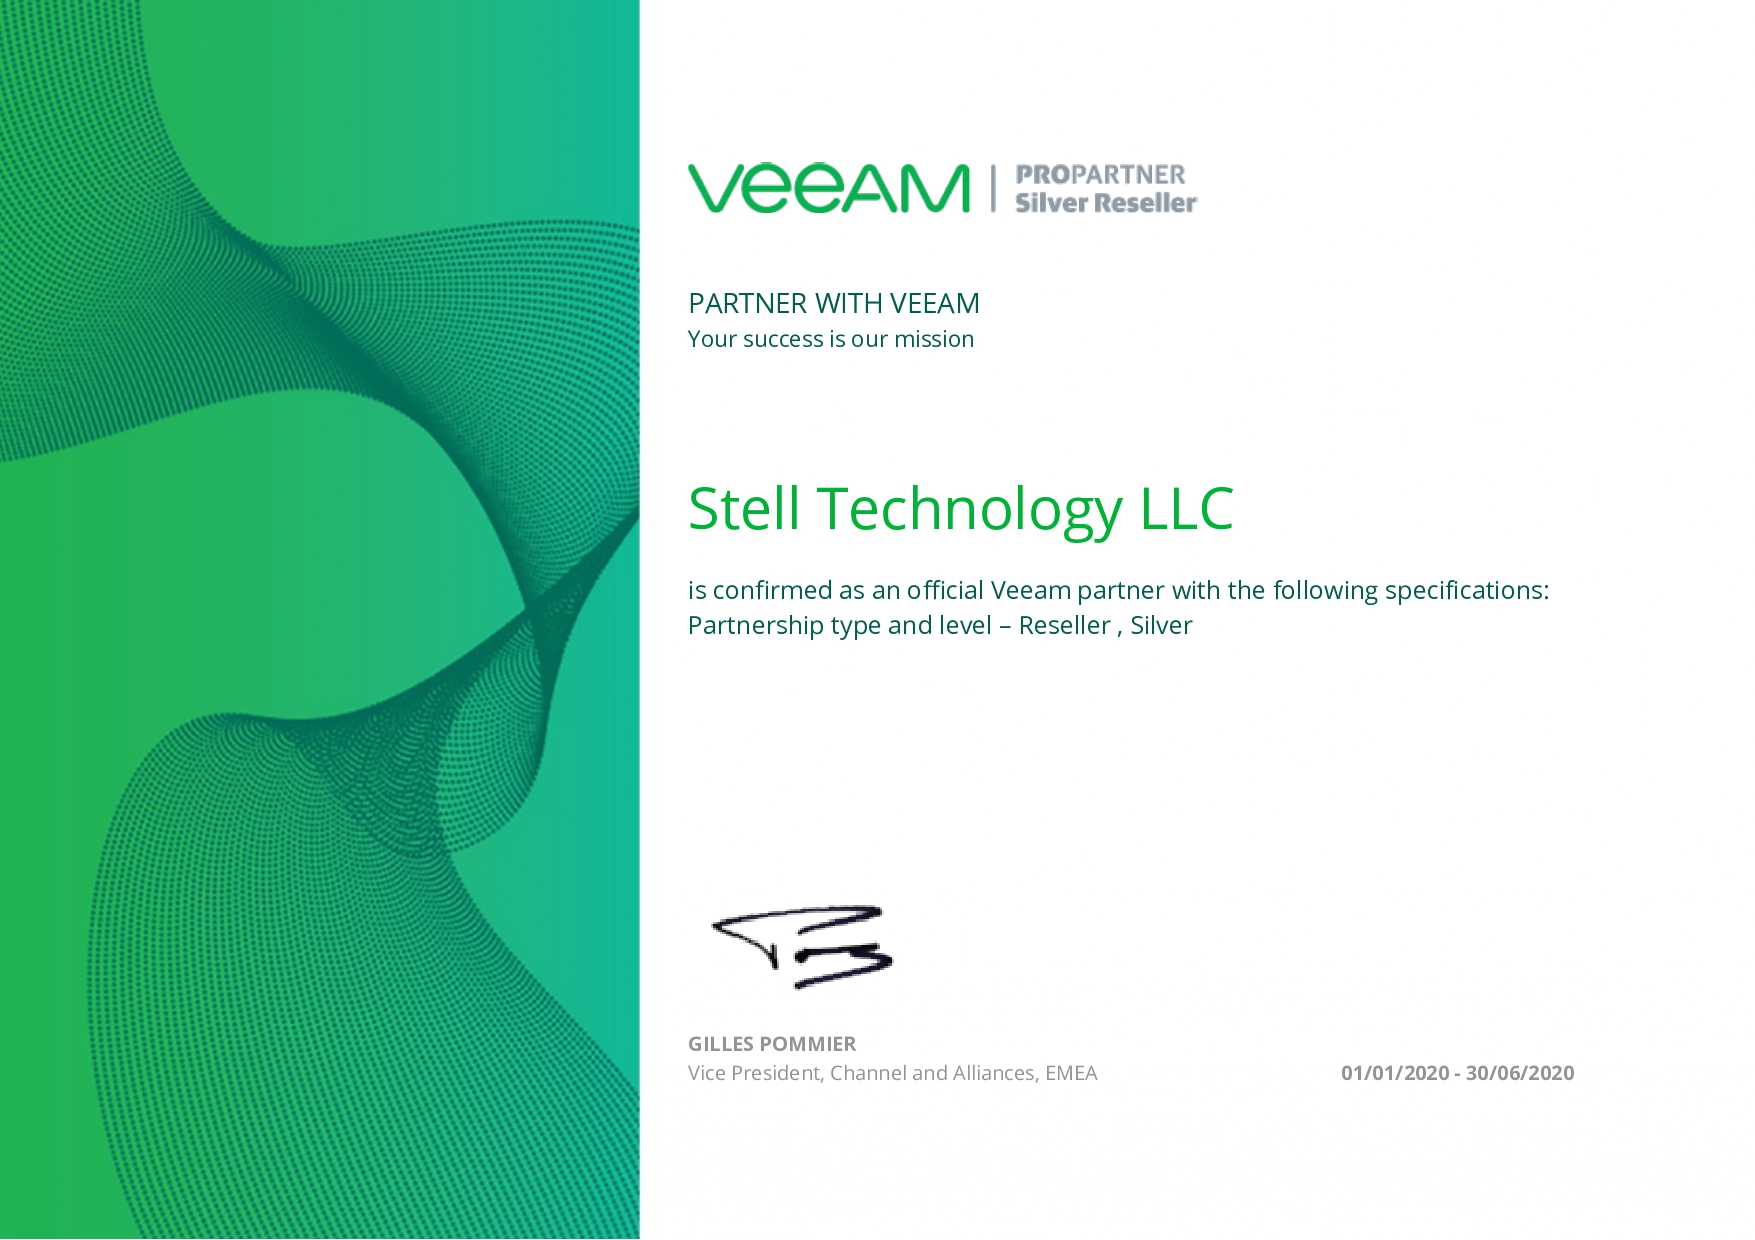 veeAM | PROPARTNER
Silver Reseller
PARTNER WITH VEEAM
Your success is our mission
Stell Technology LLC
is confirmed as an official Veeam partner with the following specifications:
Partnership type and level – Reseller , Silver
GILLES POMMIER
Vice President, Channel and Alliances, EMEA
01/01/2020 - 30/06/2020